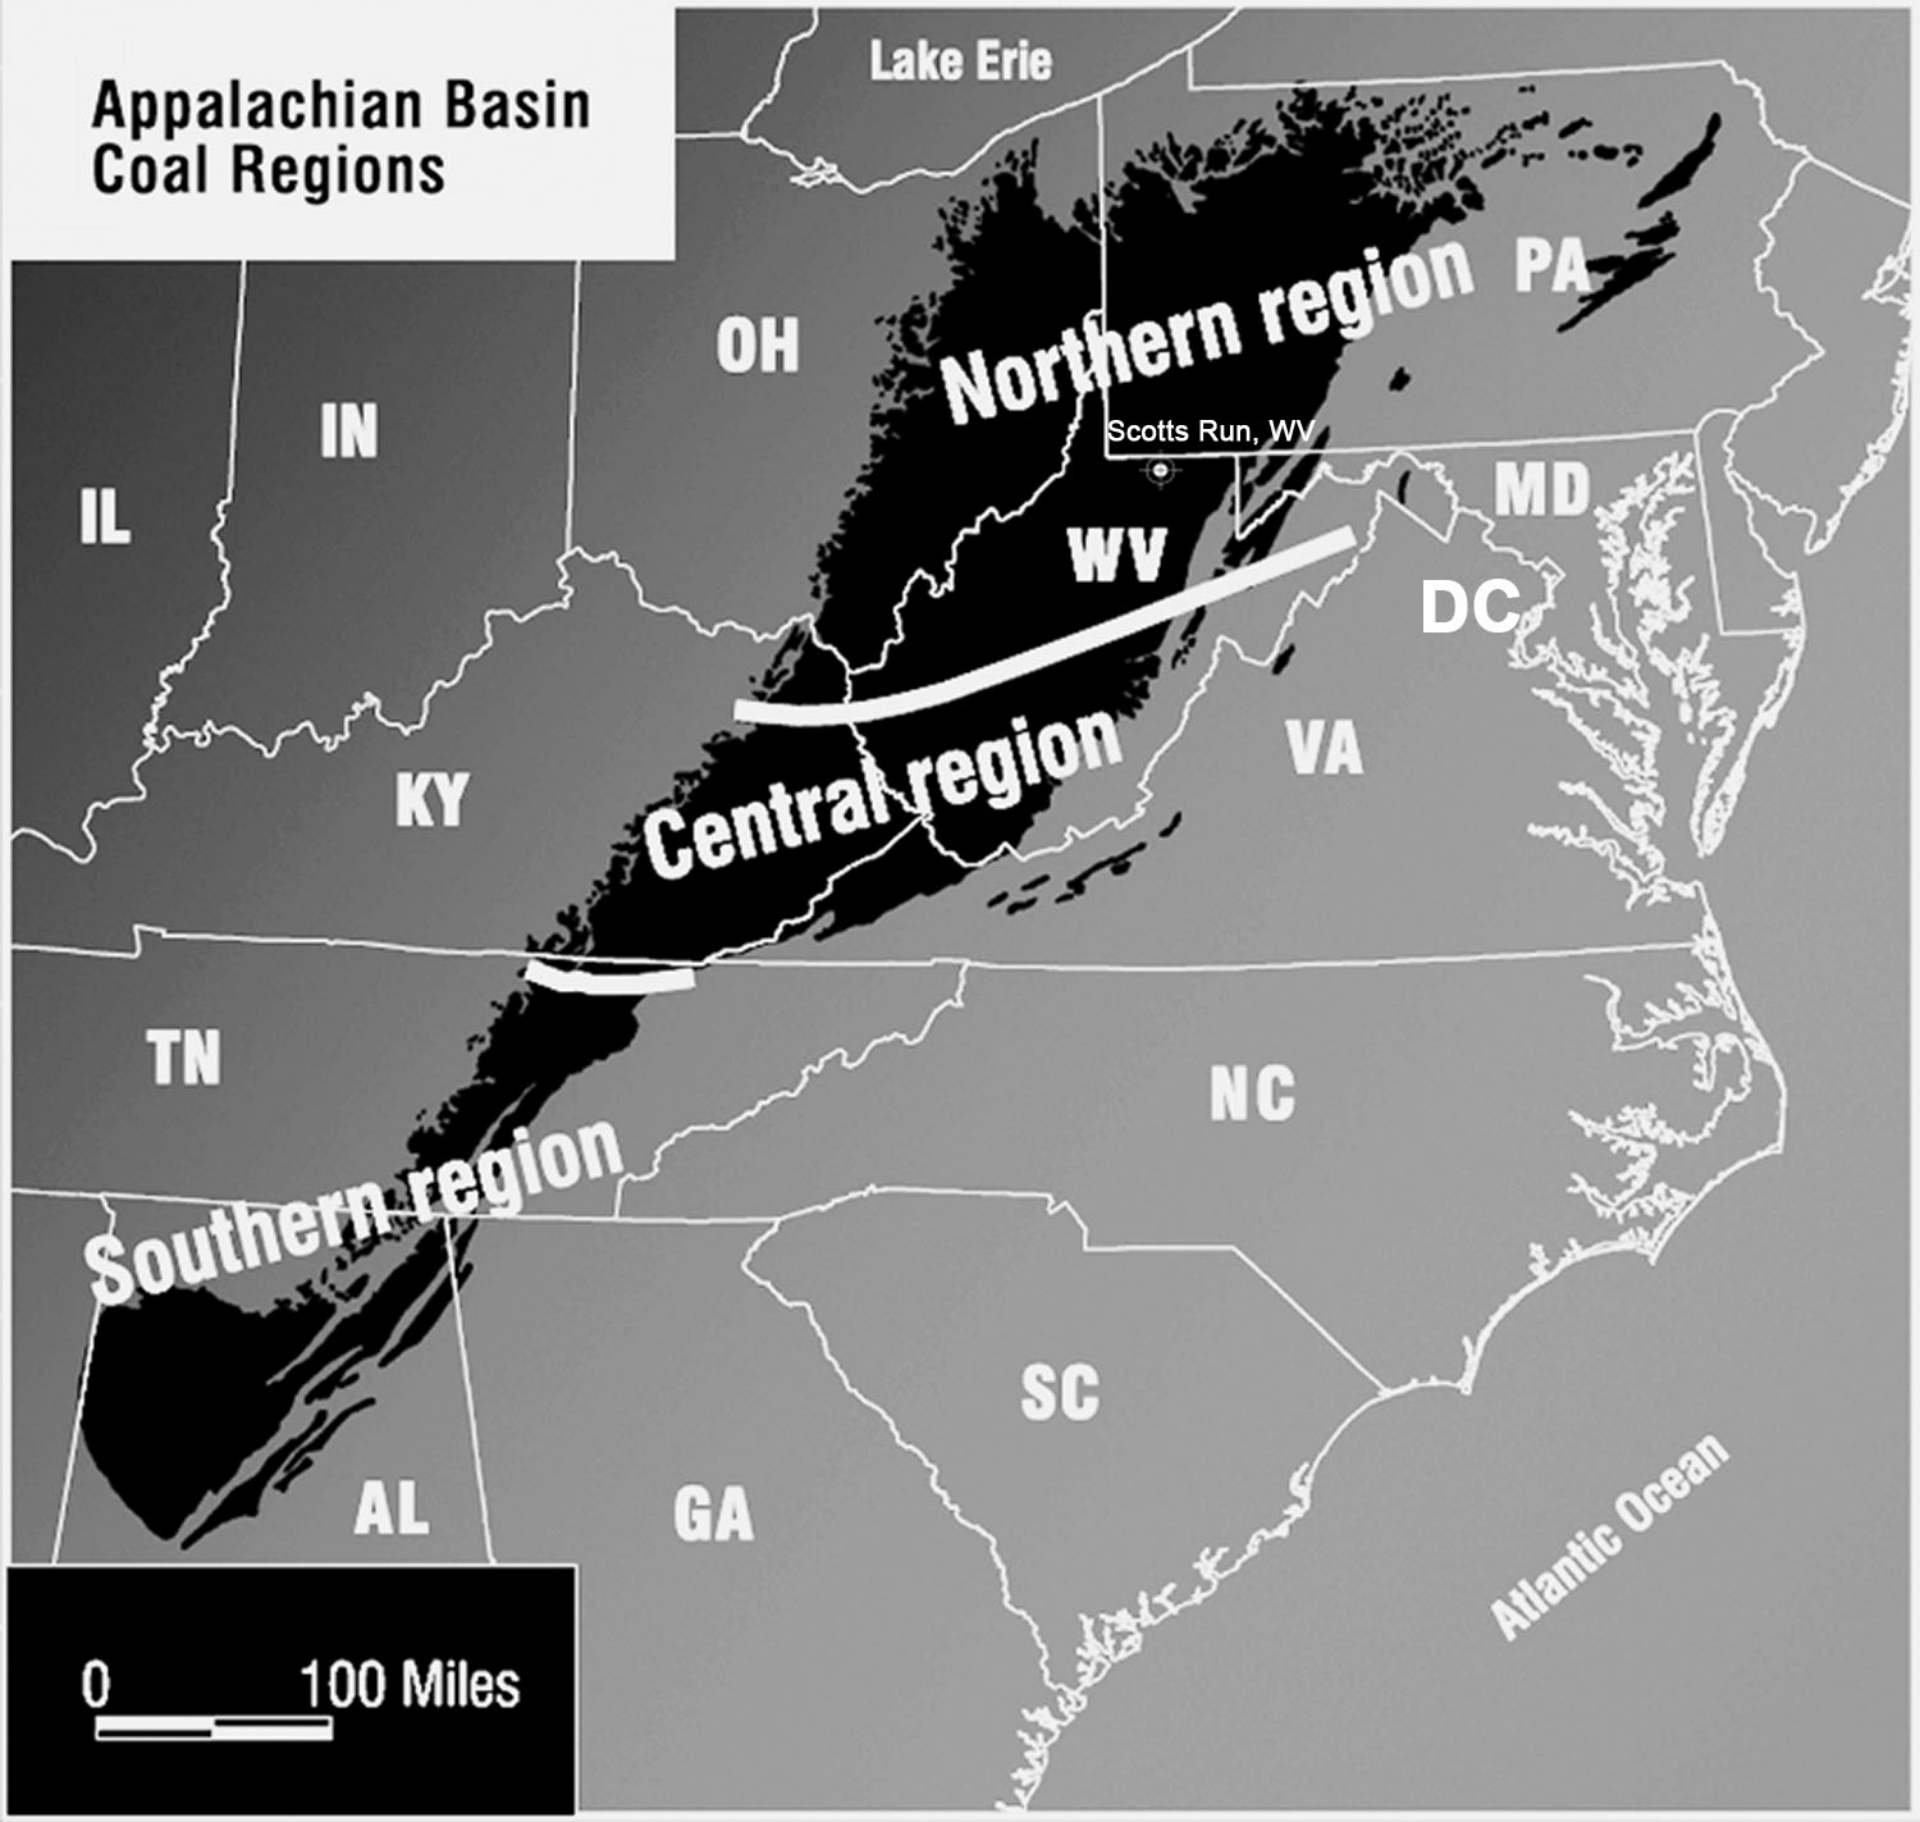 Appalachian Basin
Coal Regions
Lake Erie
PA
Northern region
OH
IN
IL
Scotts Run, WV
MD
WV
DC
VA
Central region
KY
TN
NC
Southern region
SC
AL
GA
Atlantic Ocean
0 100 Miles